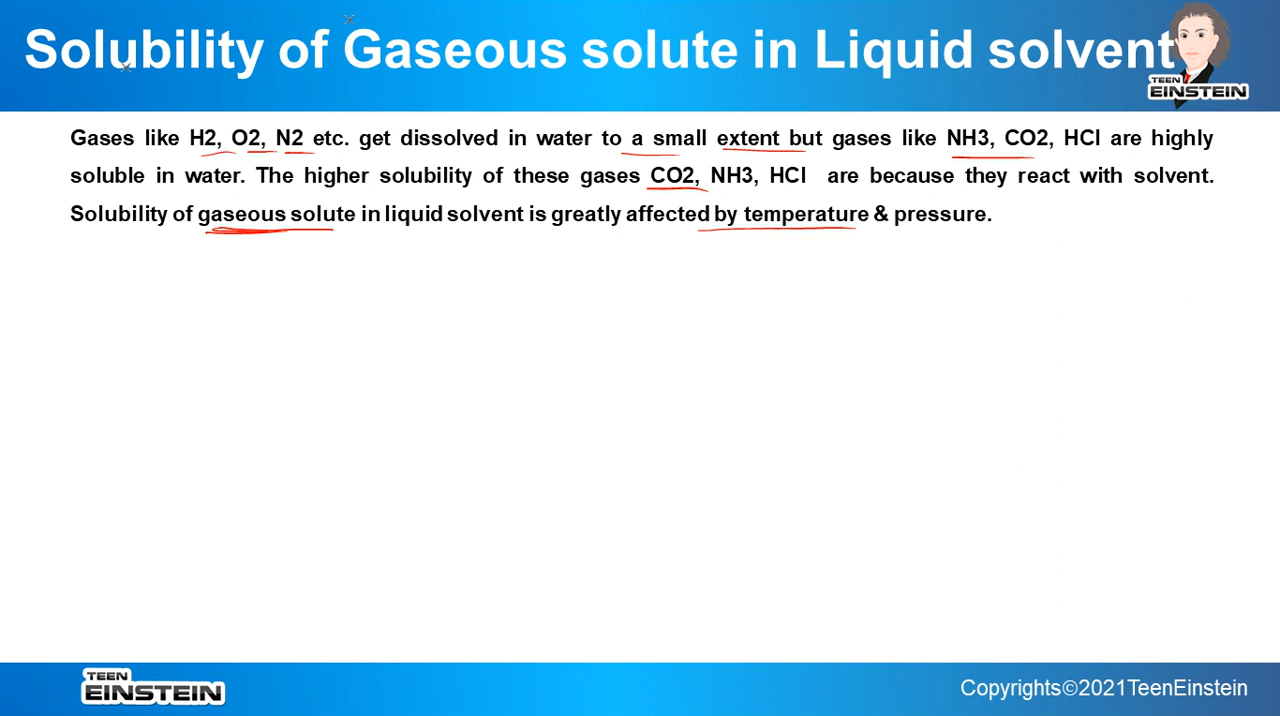 Solubility of Gaseous solute in Liquid solvent
TEEN
EINSTEIN
Gases like H2, O2, N2 etc. get dissolved in water to a small extent but gases like NH3, CO2, HCl are highly
soluble in water. The higher solubility of these gases CO2, NH3, HCl are because they react with solvent.
Solubility of gaseous solute in liquid solvent is greatly affected by temperature & pressure.
TEEN
EINSTEIN
Copyrights©2021TeenEinstein